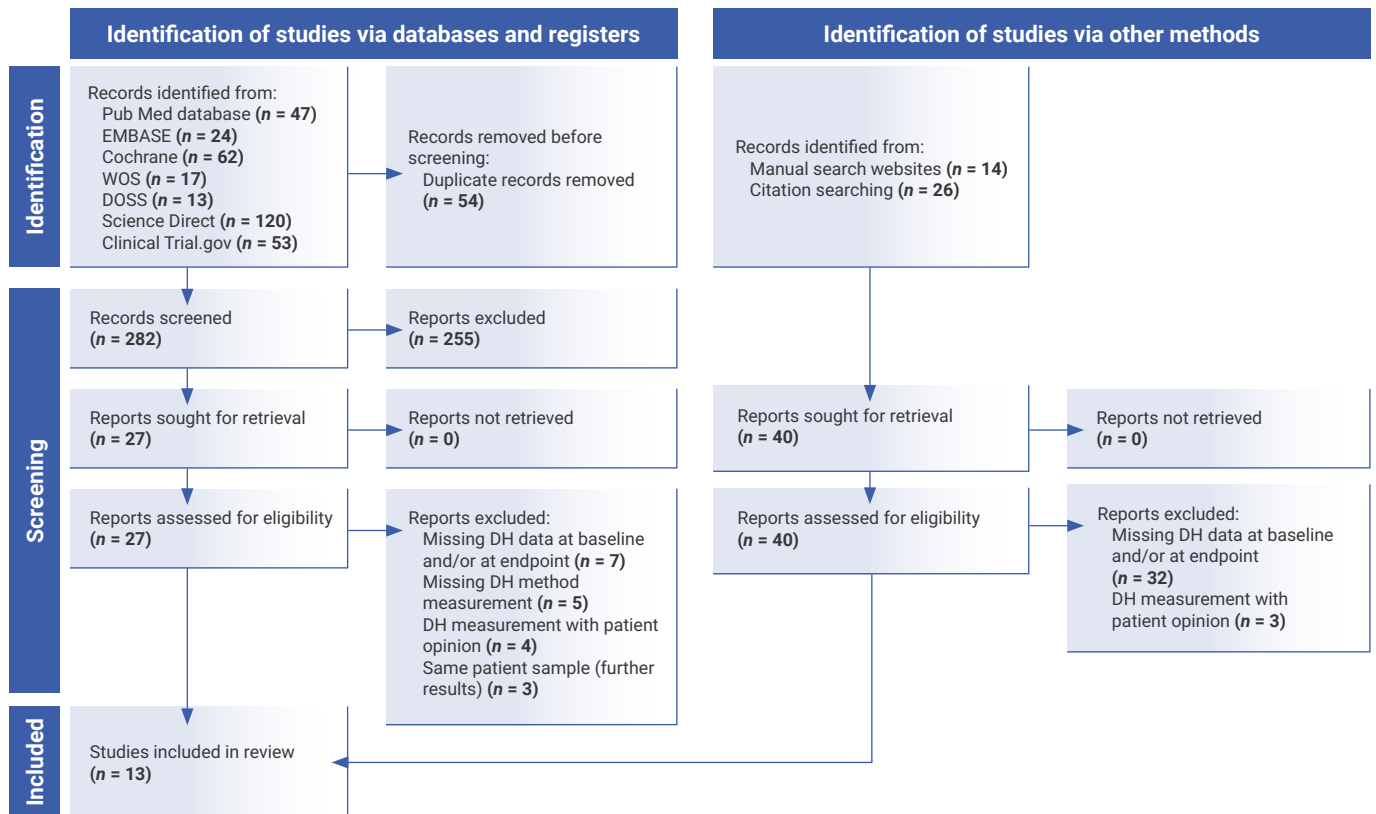 Identification of studies via databases and registers
Identification of studies via other methods
Identification
Records identified from:
Pub Med database (n = 47)
EMBASE (n = 24)
Cochrane (n = 62)
WOS (n = 17)
DOSS (n = 13)
Science Direct (n = 120)
Clinical Trial.gov (n = 53)
Records removed before
screening:
Duplicate records removed
(n = 54)
Records identified from:
Manual search websites (n = 14)
Citation searching (n = 26)
Screening
Records screened
(n = 282)
Reports excluded
(n = 255)
Reports sought for retrieval
(n = 27)
Reports not retrieved
(n = 0)
Reports sought for retrieval
(n = 40)
Reports not retrieved
(n = 0)
Reports assessed for eligibility
(n = 27)
Reports excluded:
Missing DH data at baseline
and/or at endpoint (n = 7)
Missing DH method
measurement (n = 5)
DH measurement with patient
opinion (n = 4)
Same patient sample (further
results) (n = 3)
Reports assessed for eligibility
(n = 40)
Reports excluded:
Missing DH data at baseline
and/or at endpoint
(n = 32)
DH measurement with
patient opinion (n = 3)
Included
Studies included in review
(n = 13)